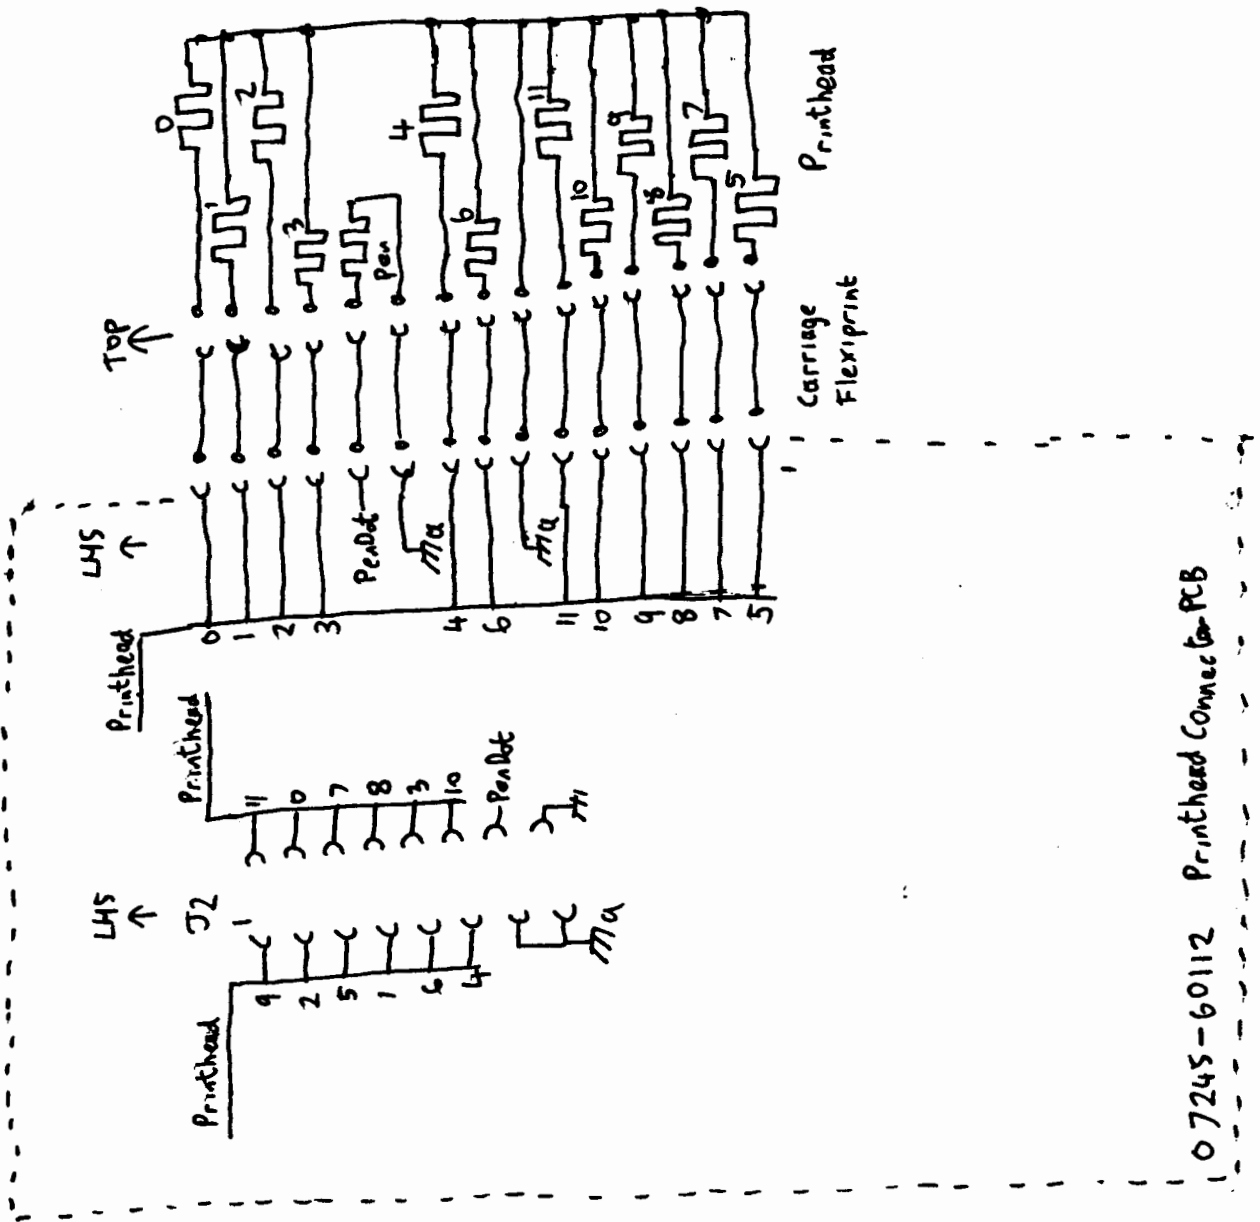 LHS
LHS
TOP
Printhead
Printhead
Printhead
J2
1
9
2
5
1
6
4
a
11
0
7
8
3
10
PenDot
0
1
2
3
4
6
11
10
9
8
7
5
PenDot
a
a
0
1
2
3
Pen
4
6
11
10
9
8
7
5
Carriage
Flexiprint
Printhead
07245-60112 Printhead Connector PCB